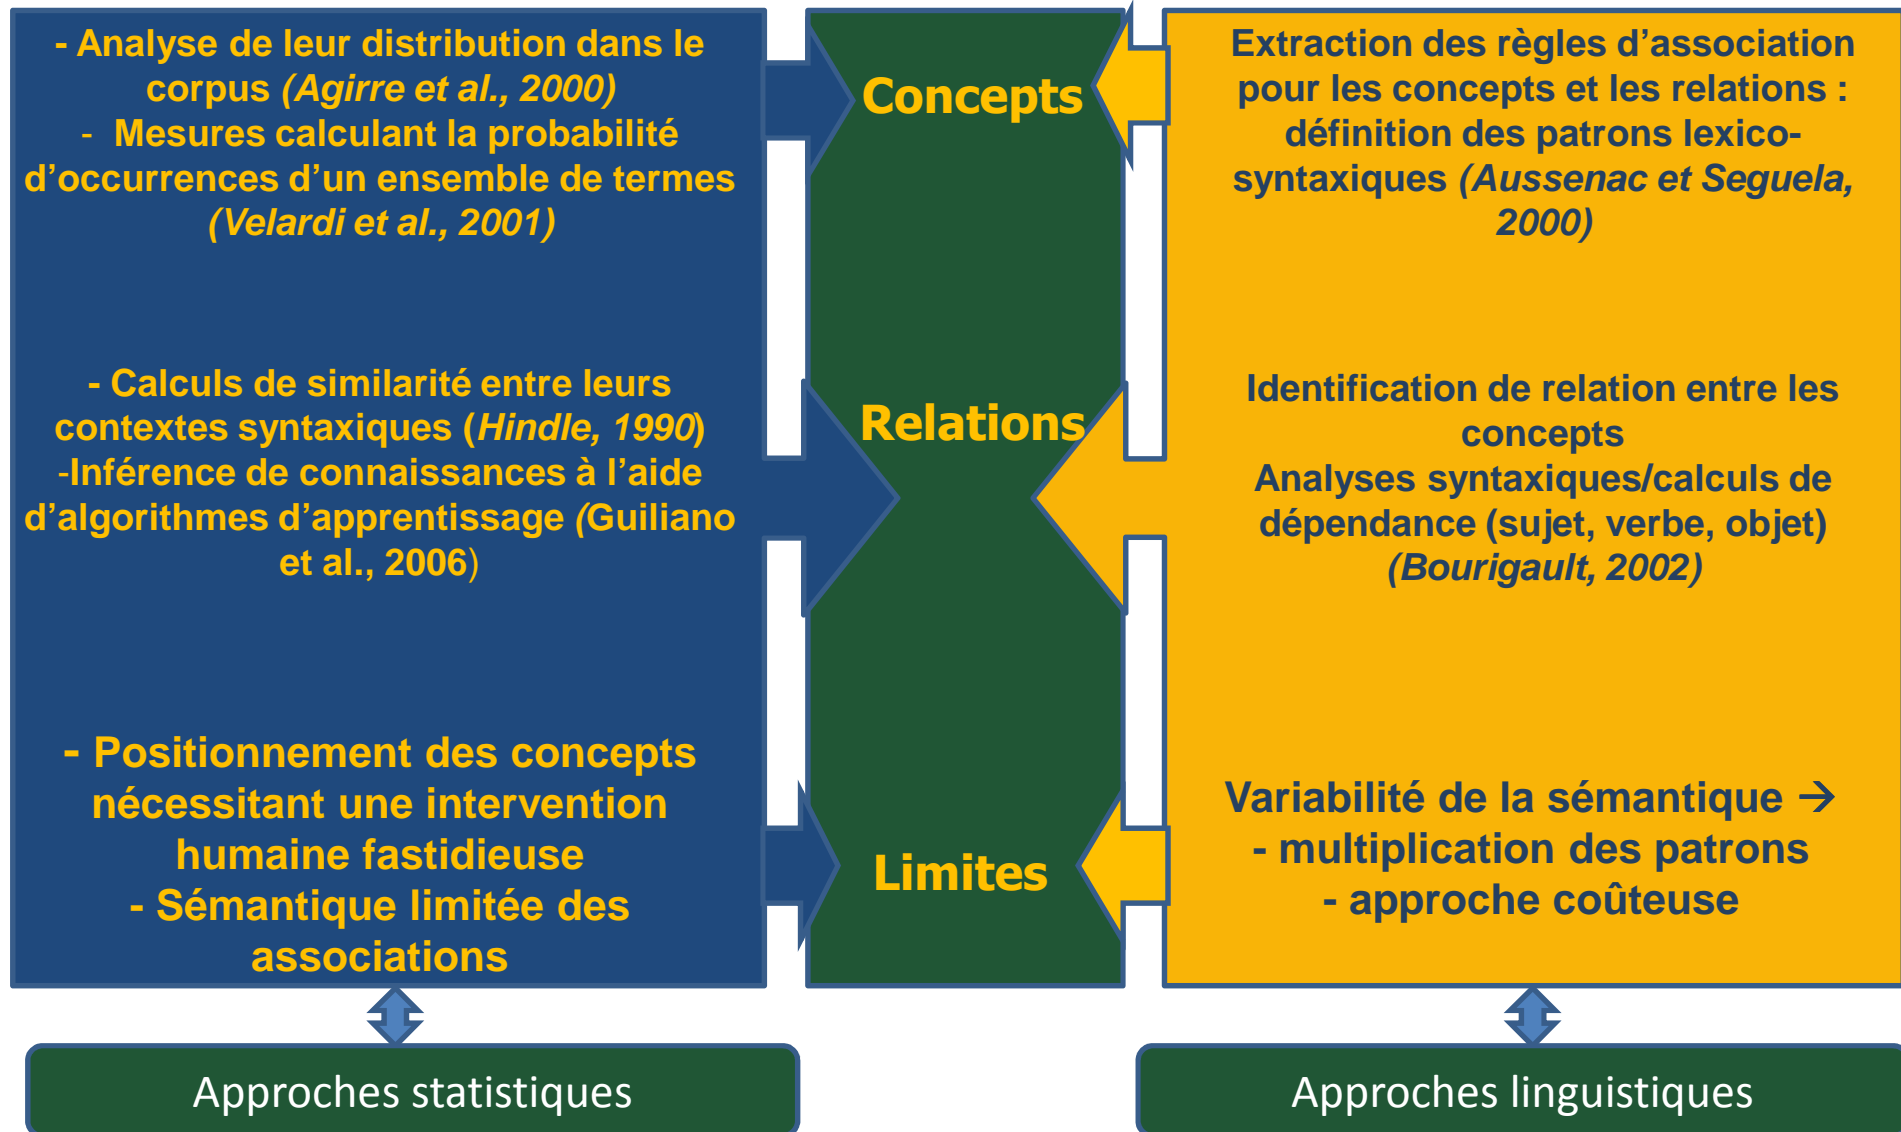 - Analyse de leur distribution dans le
corpus (Agirre et al., 2000)
- Mesures calculant la probabilité
d’occurrences d’un ensemble de termes
(Velardi et al., 2001)
- Calculs de similarité entre leurs
contextes syntaxiques (Hindle, 1990)
-Inférence de connaissances à l’aide
d’algorithmes d’apprentissage (Guiliano
et al., 2006)
- Positionnement des concepts
nécessitant une intervention
humaine fastidieuse
- Sémantique limitée des
associations
Concepts
Relations
Limites
Extraction des règles d’association
pour les concepts et les relations :
définition des patrons lexico-
syntaxiques (Aussenac et Seguela,
2000)
Identification de relation entre les
concepts
Analyses syntaxiques/calculs de
dépendance (sujet, verbe, objet)
(Bourigault, 2002)
Variabilité de la sémantique →
- multiplication des patrons
- approche coûteuse
Approches statistiques
Approches linguistiques